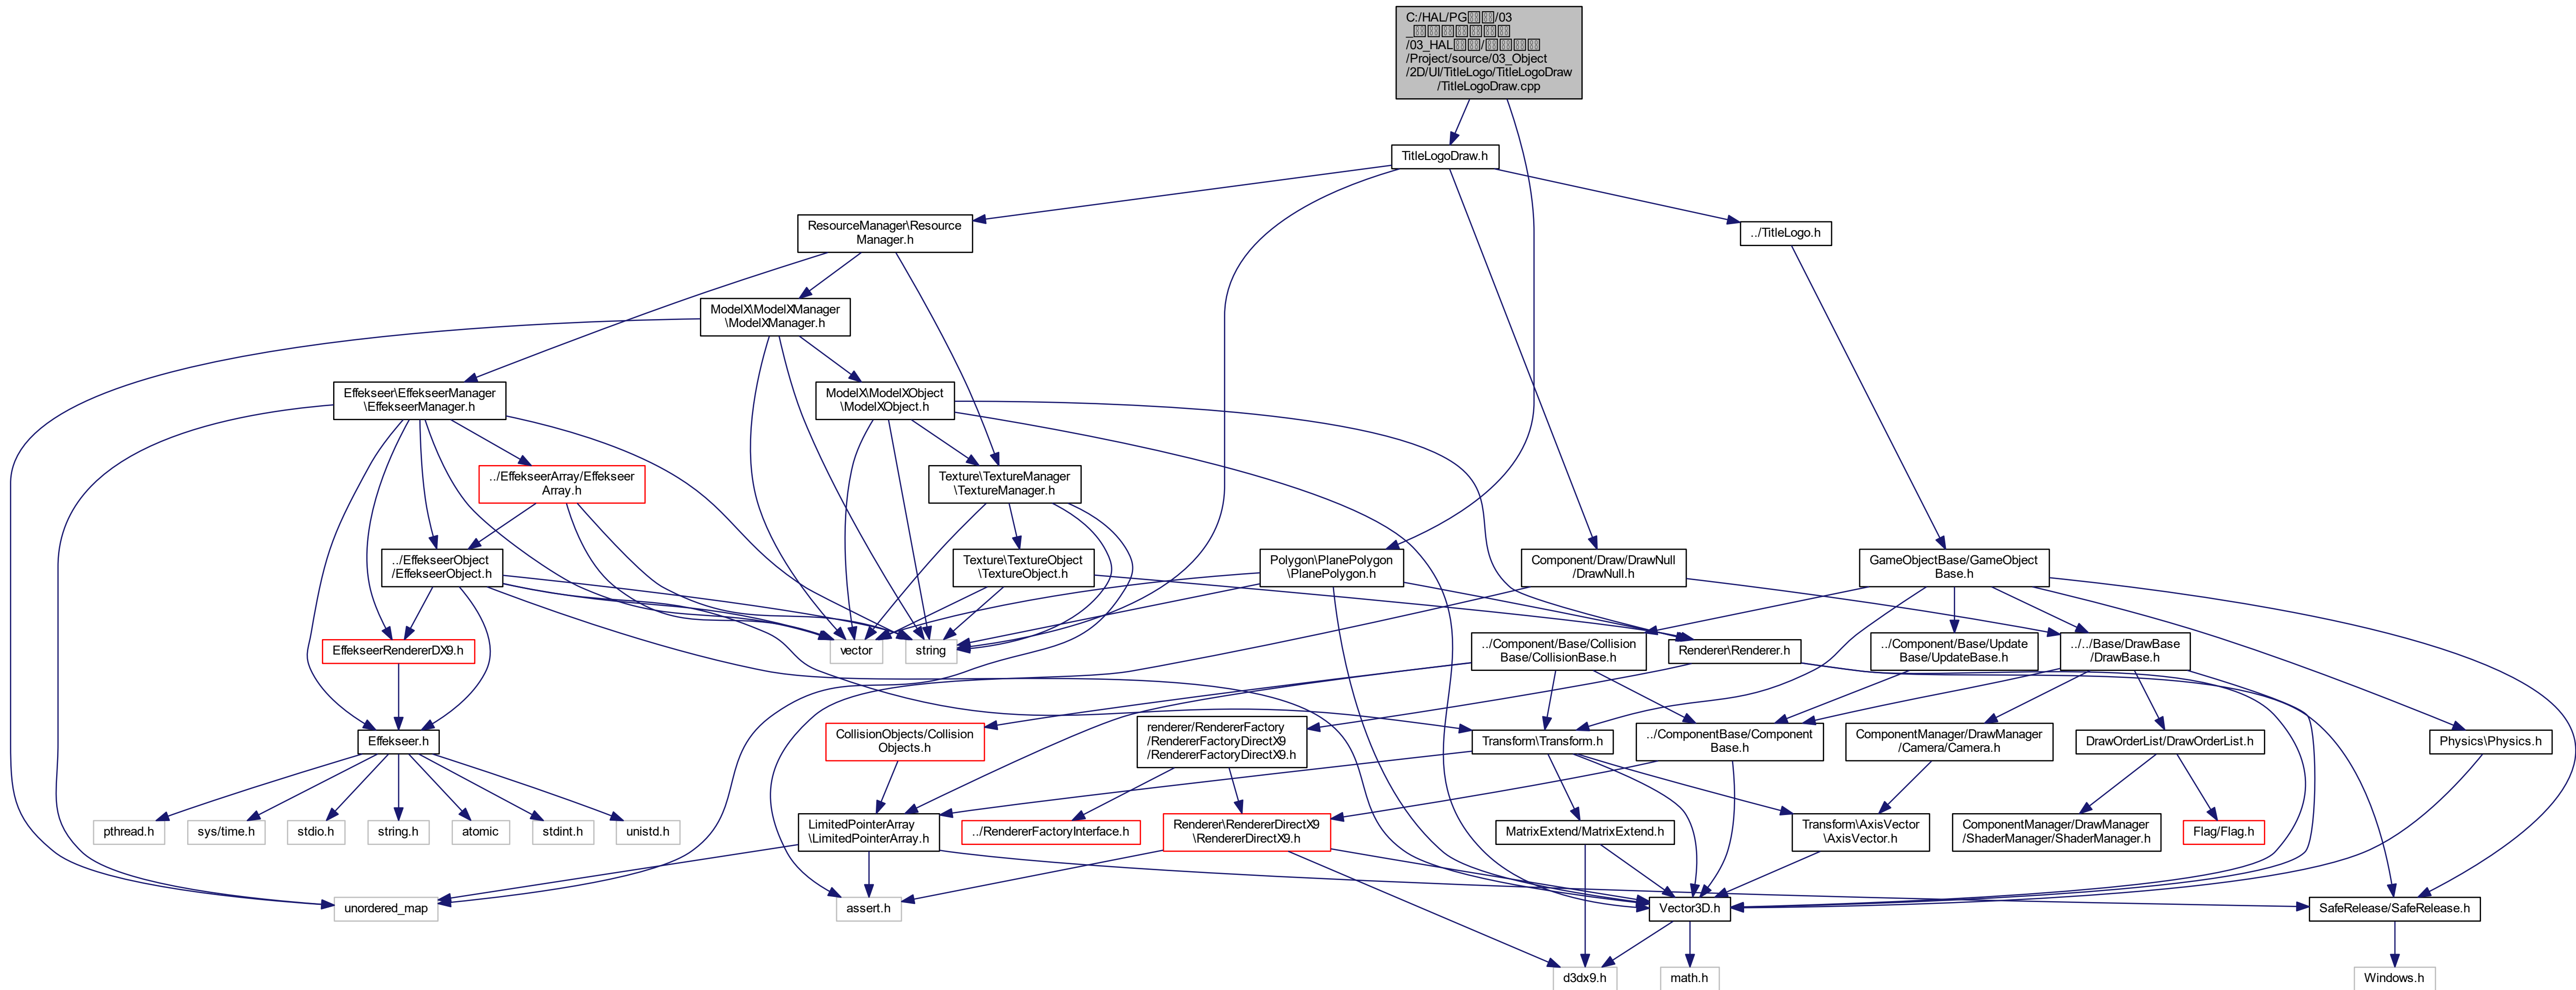 C:/HAL/PG/03
_
/03_HAL/
/Project/source/03_Object
/2D/UI/TitleLogo/TitleLogoDraw
/TitleLogoDraw.cpp
TitleLogoDraw.h
ResourceManager\Resource
Manager.h
../TitleLogo.h
ModelX\ModelXManager
\ModelXManager.h
Effekseer\EffekseerManager
\EffekseerManager.h
ModelX\ModelXObject
\ModelXObject.h
../EffekseerArray/Effekseer
Array.h
Texture\TextureManager
\TextureManager.h
../EffekseerObject
/EffekseerObject.h
Texture\TextureObject
\TextureObject.h
Polygon\PlanePolygon
\PlanePolygon.h
Component/Draw/DrawNull
/DrawNull.h
GameObjectBase/GameObject
Base.h
EffekseerRendererDX9.h
vector
string
../Component/Base/Collision
Base/CollisionBase.h
Renderer\Renderer.h
../Component/Base/Update
Base/UpdateBase.h
../../Base/DrawBase
/DrawBase.h
Effekseer.h
CollisionObjects/Collision
Objects.h
renderer/RendererFactory
/RendererFactoryDirectX9
/RendererFactoryDirectX9.h
Transform\Transform.h
../ComponentBase/Component
Base.h
ComponentManager/DrawManager
/Camera/Camera.h
DrawOrderList/DrawOrderList.h
Physics\Physics.h
pthread.h
sys/time.h
stdio.h
string.h
atomic
stdint.h
unistd.h
LimitedPointerArray
\LimitedPointerArray.h
../RendererFactoryInterface.h
Renderer\RendererDirectX9
\RendererDirectX9.h
MatrixExtend/MatrixExtend.h
Transform\AxisVector
\AxisVector.h
ComponentManager/DrawManager
/ShaderManager/ShaderManager.h
Flag/Flag.h
unordered_map
assert.h
Vector3D.h
SafeRelease/SafeRelease.h
d3dx9.h
math.h
Windows.h